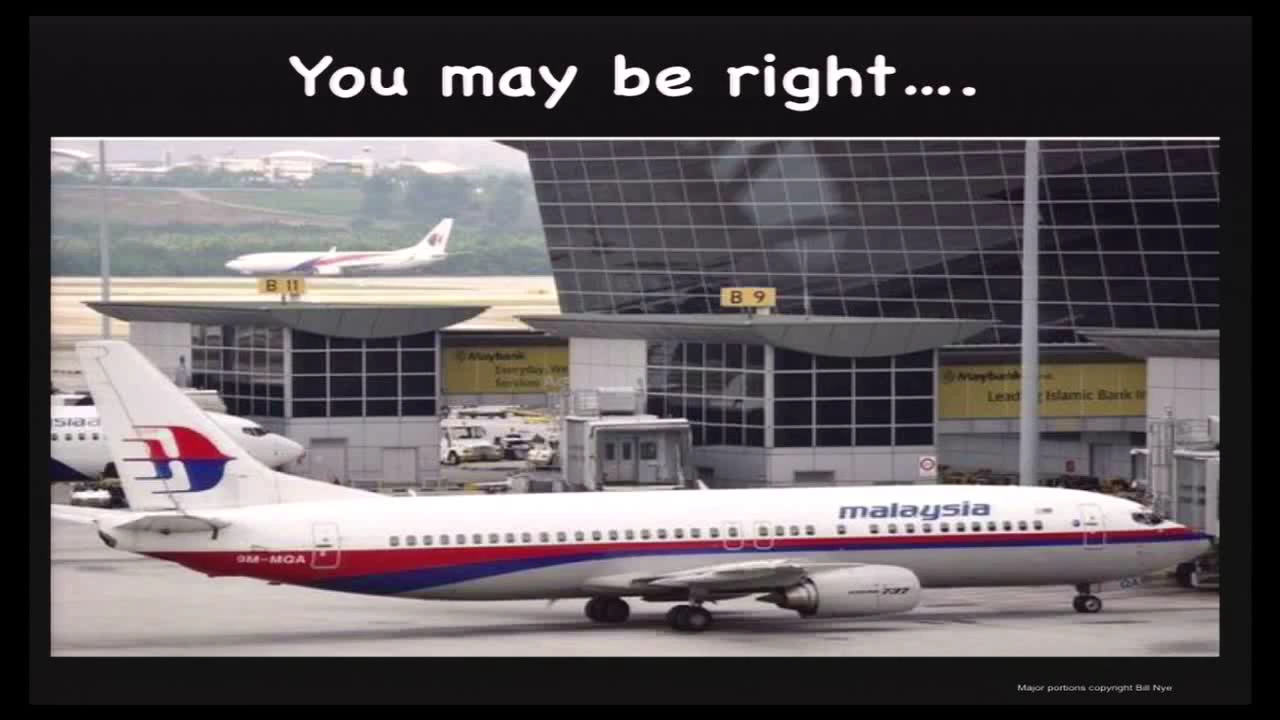 You may be right....
B 11
B 9
Maybank
Everyday, We
Services
Maybank
Leading Islamic Bank
malaysia
9M-MQA
737
Major portions copyright Bill Nye